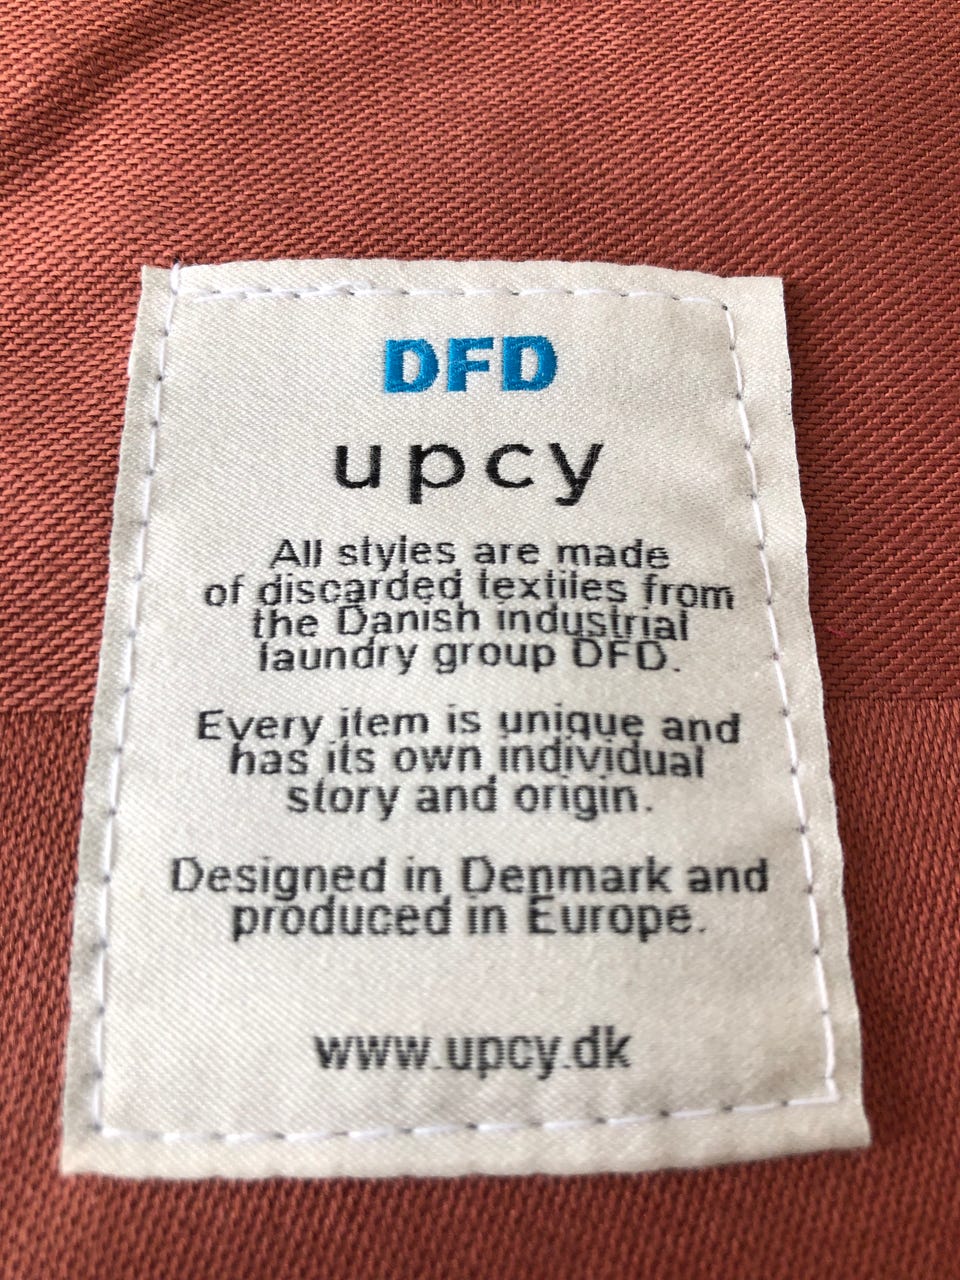 DFD
upcy
All styles are made
of discarded textiles from
the Danish industrial
laundry group DFD.
Every item is unique and
has its own individual
story and origin.
Designed in Denmark and
produced in Europe.
www.upcy.dk